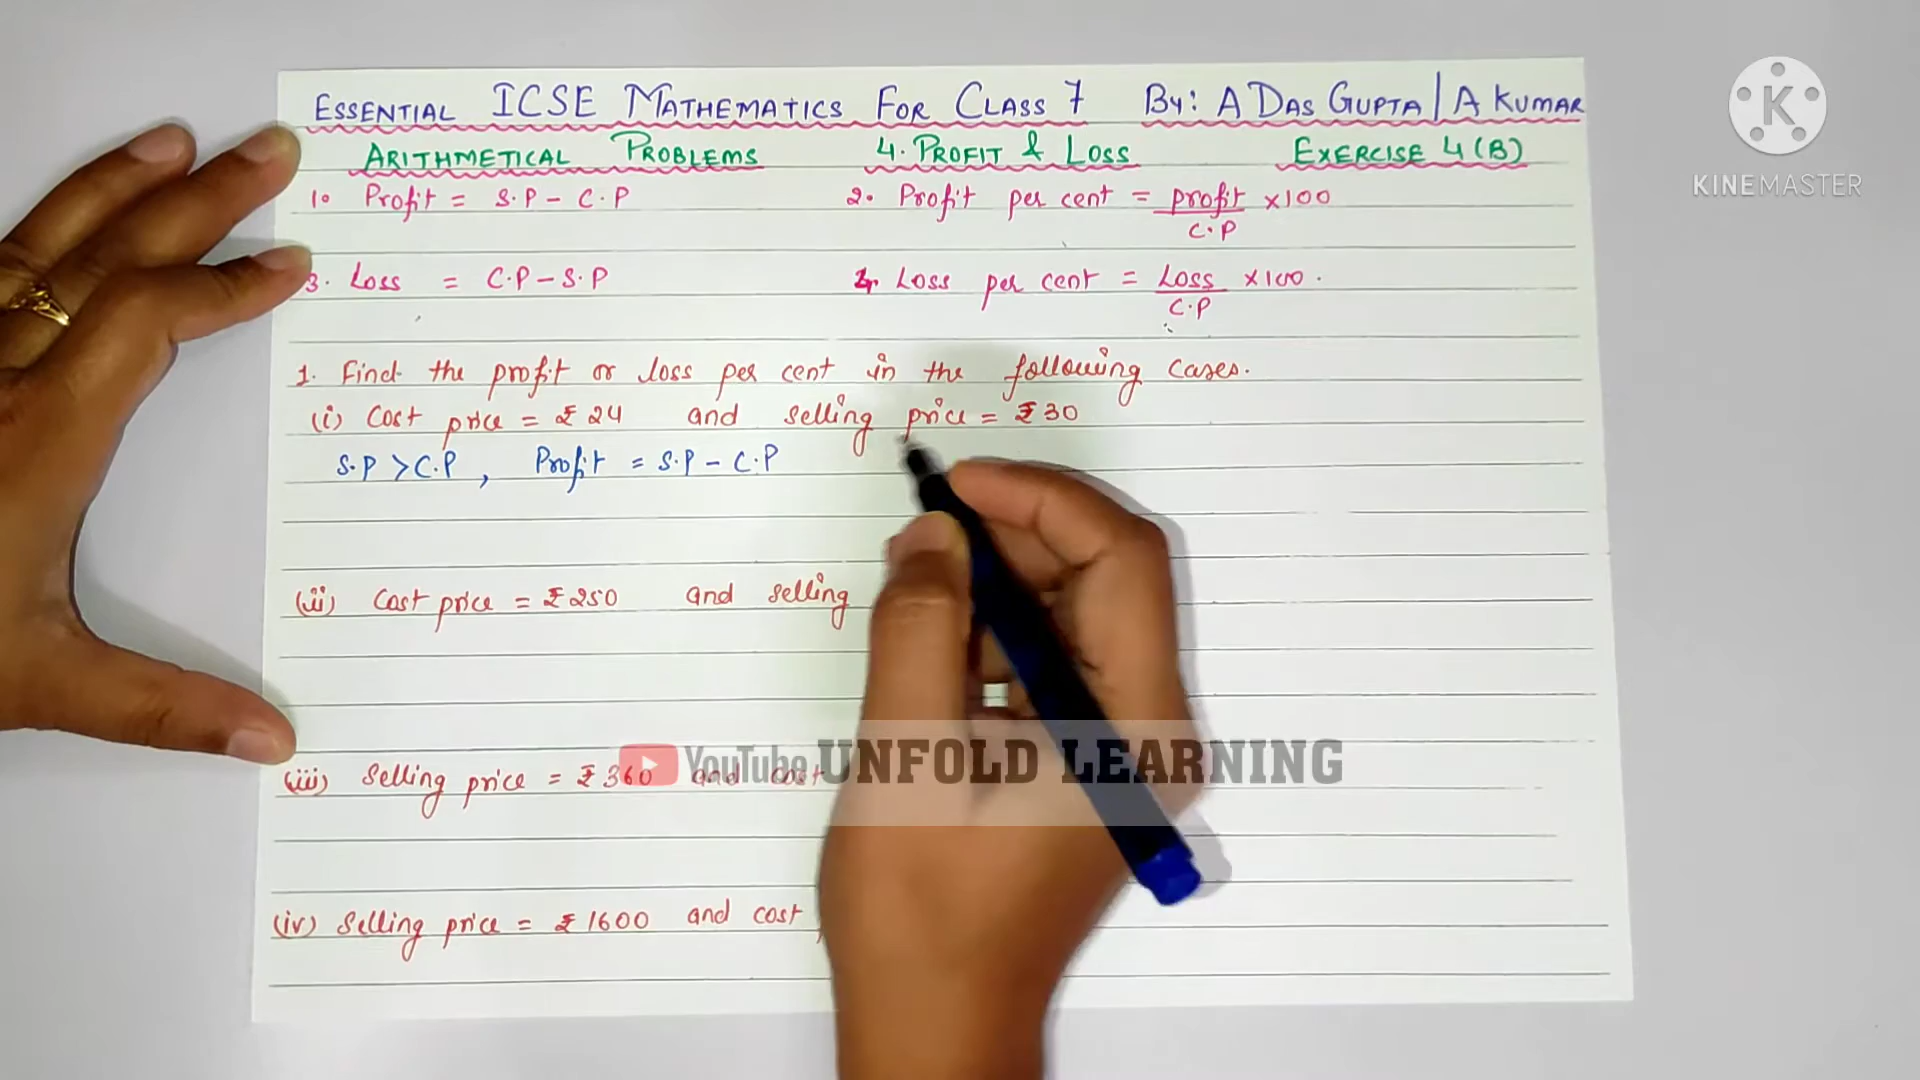 ESSENTIAL ICSE MATHEMATICS FOR CLASS 7 BY: A DAS GUPTA | A KUMAR
ARITHMETICAL PROBLEMS 4. PROFIT & LOSS EXERCISE 4(B)
1. Profit = S.P - C.P 2. Profit per cent = profit/C.P ×100
3. Loss = C.P - S.P 4. Loss per cent = Loss/C.P ×100.
1. Find the profit or loss per cent in the following cases.
(i) Cost price = ₹ 24 and selling price = ₹ 30
S.P > C.P, Profit = S.P - C.P
(ii) Cost price = ₹ 250 and selling
(iii) Selling price = ₹ 360 and cost
(iv) Selling price = ₹ 1600 and cost
YouTube UNFOLD LEARNING
K
KINEMASTER